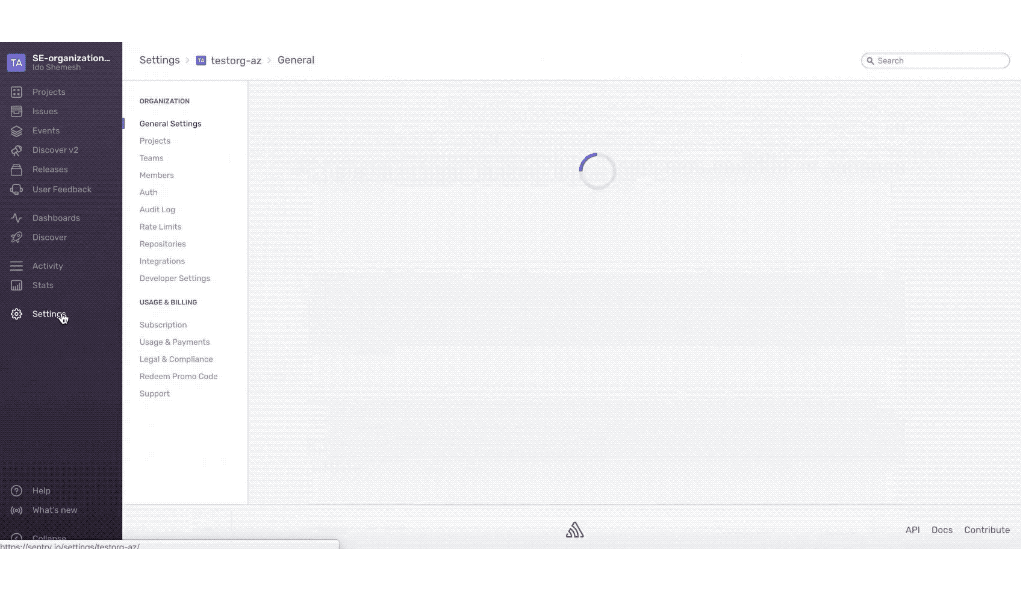 TA
SE-organization...
Ido Shemesh
Projects
Issues
Events
Discover v2
Releases
User Feedback
Dashboards
Discover
Activity
Stats
Settings
Help
What's new
Collapse
https://sentry.io/settings/testorg-az/
Settings > TA testorg-az > General
Search
ORGANIZATION
General Settings
Projects
Teams
Members
Auth
Audit Log
Rate Limits
Repositories
Integrations
Developer Settings
USAGE & BILLING
Subscription
Usage & Payments
Legal & Compliance
Redeem Promo Code
Support
API Docs Contribute